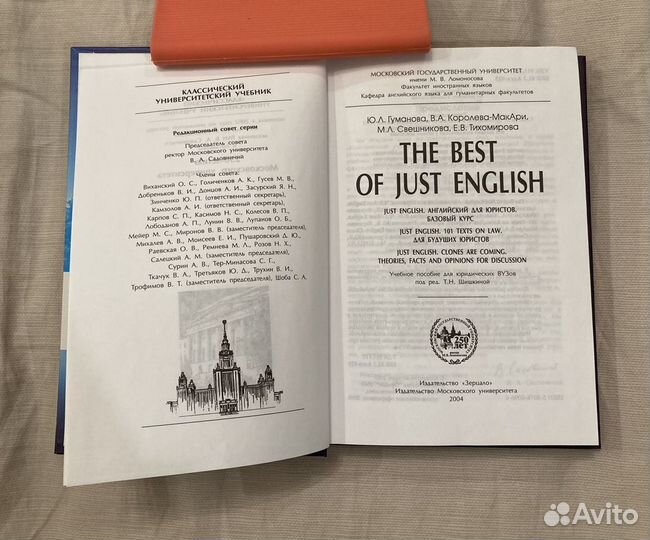 КЛАССИЧЕСКИЙ
УНИВЕРСИТЕТСКИЙ УЧЕБНИК
Редакционный совет серии
Председатель совета
ректор Московского университета
В. А. Садовничий
Члены совета:
Виханский О. С., Голиченков А. К., Гусев М. В.,
Добреньков В. И., Донцов А. И., Засурский Я. Н.,
Зинченко Ю. П. (ответственный секретарь),
Камзолов А. И. (ответственный секретарь),
Карпов С. П., Касимов Н. С., Колесов В. П.,
Лободанов А. П., Лунин В. В., Лупанов О. Б.,
Мейер М. С., Миронов В. В. (заместитель председателя),
Михалев А. В., Моисеев Е. И., Пушаровский Д. Ю.,
Раевская О. В., Ремнева М. Л., Розов Н. Х.,
Салецкий А. М. (заместитель председателя),
Сурин А. В., Тер-Минасова С. Г.,
Ткачук В. А., Третьяков Ю. Д., Трухин В. И.,
Трофимов В. Т. (заместитель председателя), Шоба С. А.
МОСКОВСКИЙ ГОСУДАРСТВЕННЫЙ УНИВЕРСИТЕТ
имени М. В. Ломоносова
Факультет иностранных языков
Кафедра английского языка для гуманитарных факультетов
Ю.Л. Гуманова, В.А. Королева-МакАри,
М.Л. Свешникова, Е.В. Тихомирова
THE BEST
OF JUST ENGLISH
JUST ENGLISH. АНГЛИЙСКИЙ ДЛЯ ЮРИСТОВ.
БАЗОВЫЙ КУРС
JUST ENGLISH. 101 TEXTS ON LAW.
ДЛЯ БУДУЩИХ ЮРИСТОВ
JUST ENGLISH. CLONES ARE COMING.
THEORIES, FACTS AND OPINIONS FOR DISCUSSION
Учебное пособие для юридических ВУЗов
под ред. Т.Н. Шишкиной
250
ЛЕТ
Издательство «Зерцало»
Издательство Московского университета
2004
Avito